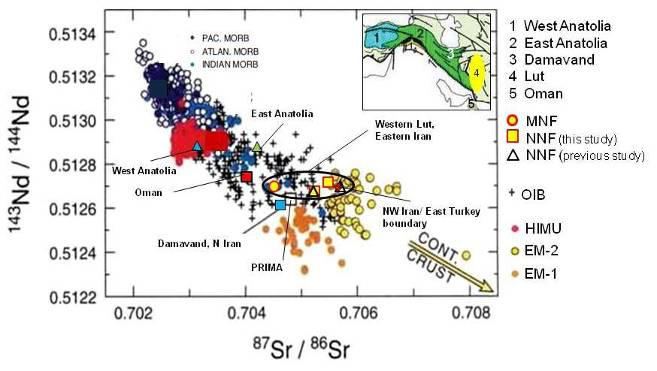 0.5134
0.5132
0.5130
0.5128
0.5126
0.5124
0.5122
143Nd / 144Nd
PAC. MORB
ATLAN. MORB
INDIAN MORB
East Anatolia
Western Lut,
Eastern Iran
West Anatolia
Oman
Damavand, N Iran
PRIMA
NW Iran/ East Turkey
boundary
CONT.
CRUST
0.702
0.704
0.706
0.708
87Sr / 86Sr
1
2
3
4
5
1 West Anatolia
2 East Anatolia
3 Damavand
4 Lut
5 Oman
MNF
NNF (this study)
NNF (previous study)
OIB
HIMU
EM-2
EM-1